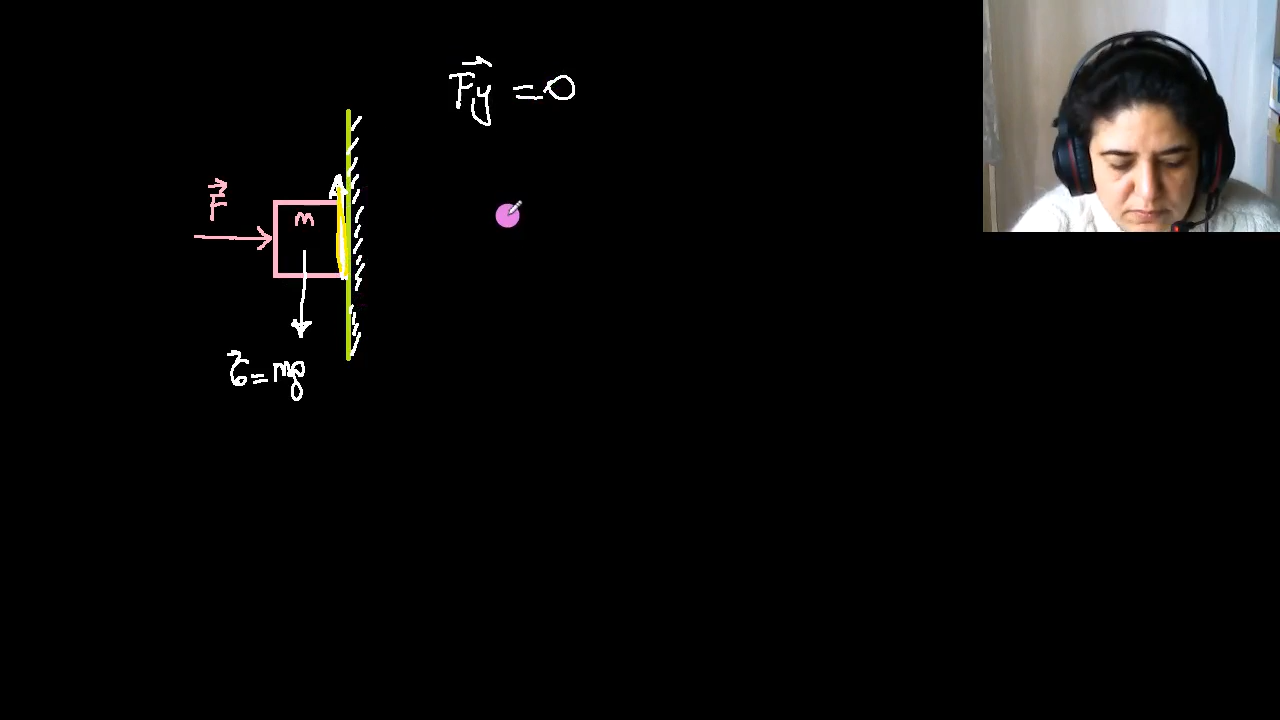 F⃗y = 0
F⃗
m
G⃗ = mg